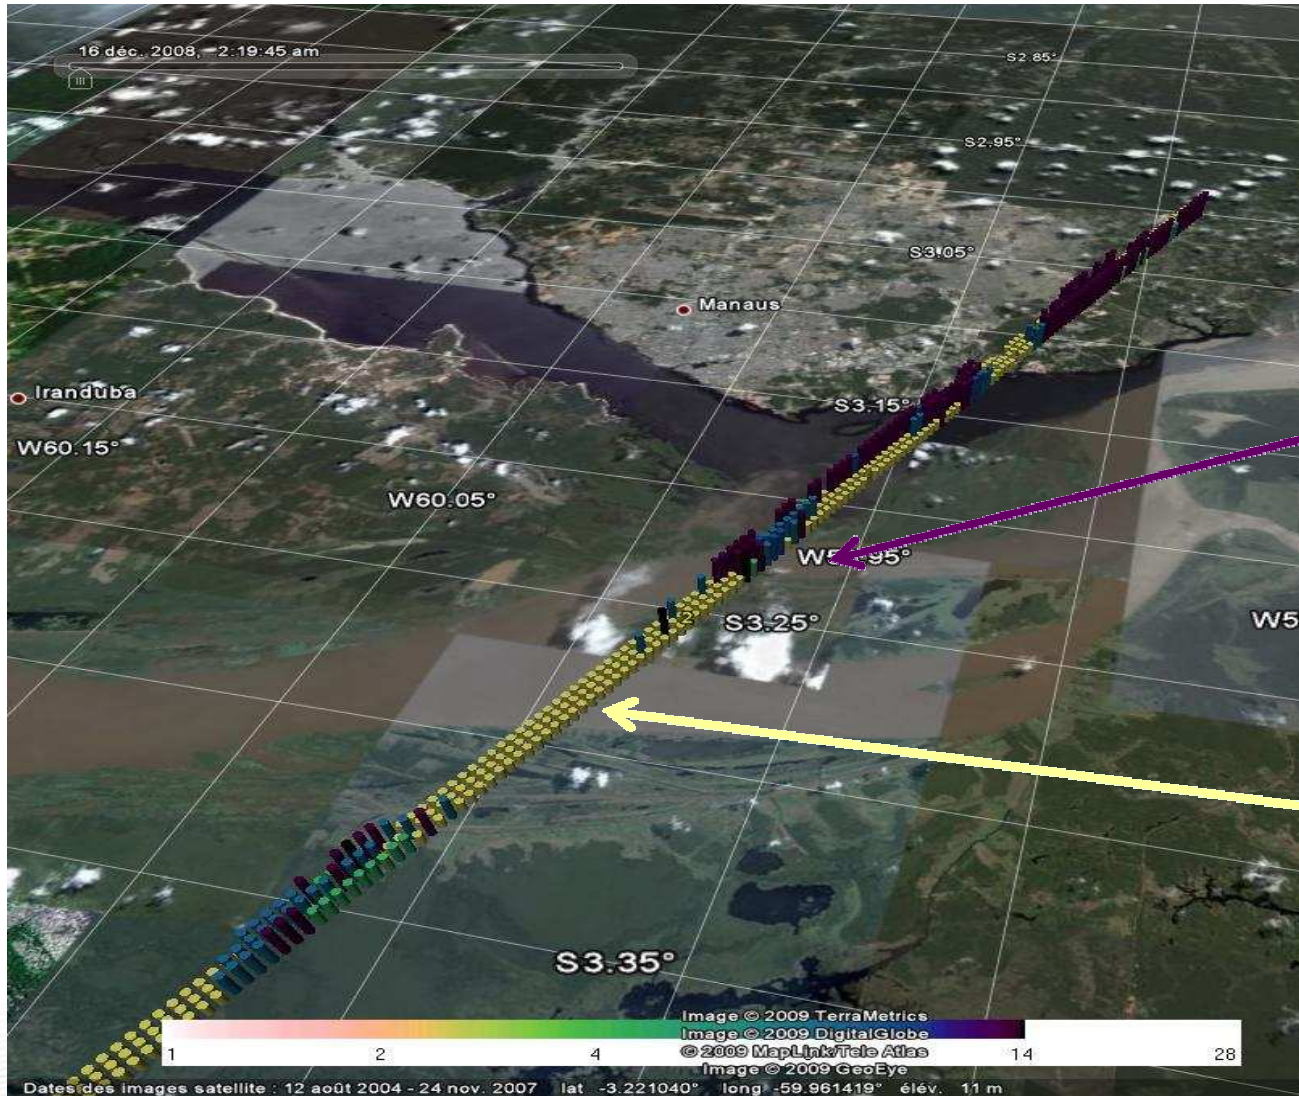 16 déc. 2008, 2:19:45 am
S2.85°
S2.95°
S3.05°
Manaus
Iranduba
S3.15°
W60.15°
W60.05°
S3.25°
S3.35°
Image © 2009 TerraMetrics
Image © 2009 DigitalGlobe
© 2009 MapLink/Tele Atlas
Image © 2009 GeoEye
1 2 4 14 28
Dates des images satellite : 12 août 2004 - 24 nov. 2007 lat -3.221040° long -59.961419° élév. 11 m